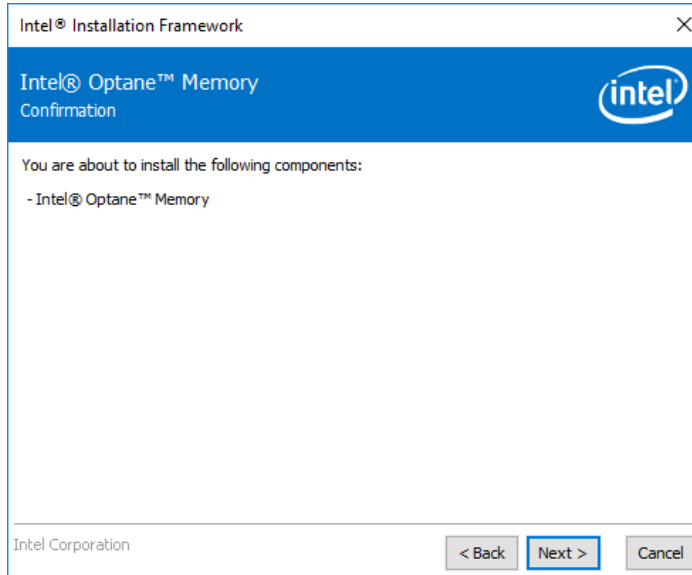 Intel® Installation Framework
Intel® Optane™ Memory
Confirmation
intel
You are about to install the following components:
- Intel® Optane™ Memory
Intel Corporation
< Back Next > Cancel